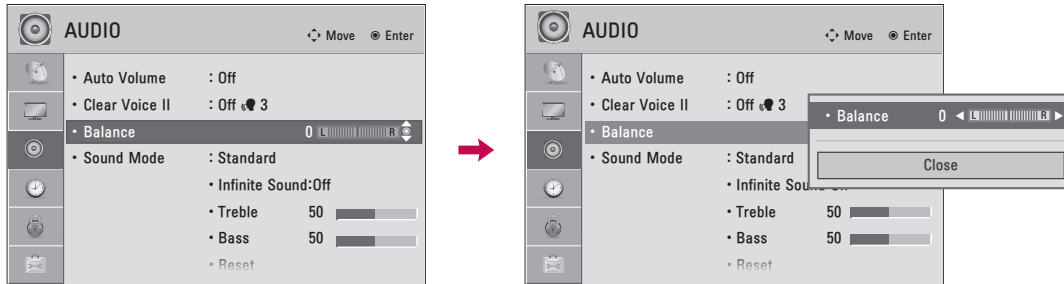 AUDIO
Move Enter
• Auto Volume : Off
• Clear Voice II : Off 3
• Balance 0 L R
• Sound Mode : Standard
• Infinite Sound:Off
• Treble 50
• Bass 50
• Reset
AUDIO
Move Enter
• Auto Volume : Off
• Clear Voice II : Off 3
• Balance
• Sound Mode : Standard
• Infinite
• Treble 50
• Bass 50
• Reset
• Balance 0 L R
Close